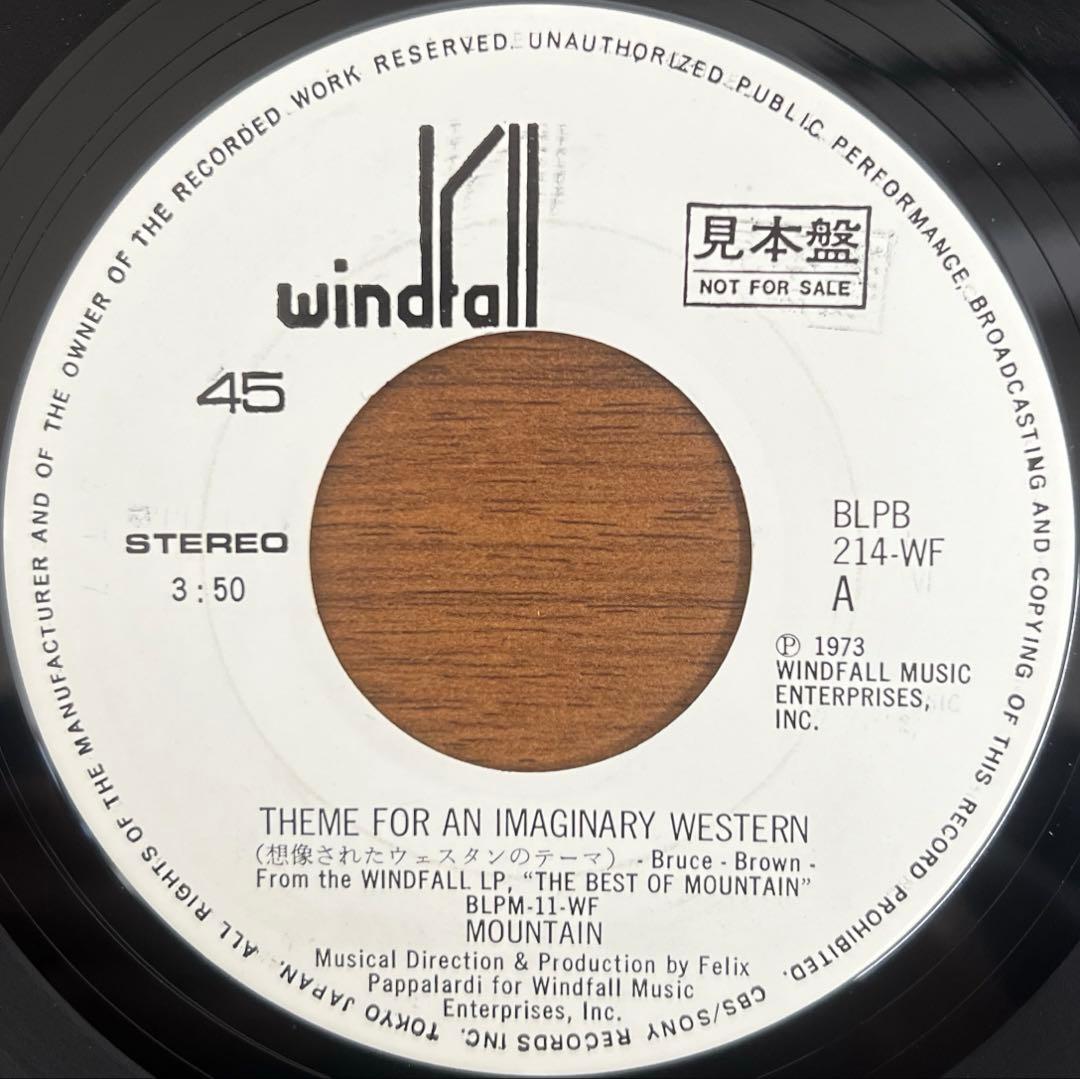 windfall
見本盤
NOT FOR SALE
45
STEREO
3:50
BLPB
214-WF
A
Ⓟ 1973
WINDFALL MUSIC
ENTERPRISES,
INC.
THEME FOR AN IMAGINARY WESTERN
(想像されたウェスタンのテーマ) - Bruce - Brown -
From the WINDFALL LP, “THE BEST OF MOUNTAIN”
BLPM-11-WF
MOUNTAIN
Musical Direction & Production by Felix
Pappalardi for Windfall Music
Enterprises, Inc.
CBS/SONY RECORDS INC. TOKYO JAPAN. ALL RIGHTS OF THE MANUFACTURER AND OF THE OWNER OF THE RECORDED WORK RESERVED. UNAUTHORIZED PUBLIC PERFORMANCE, BROADCASTING AND COPYING OF THIS RECORD PROHIBITED.